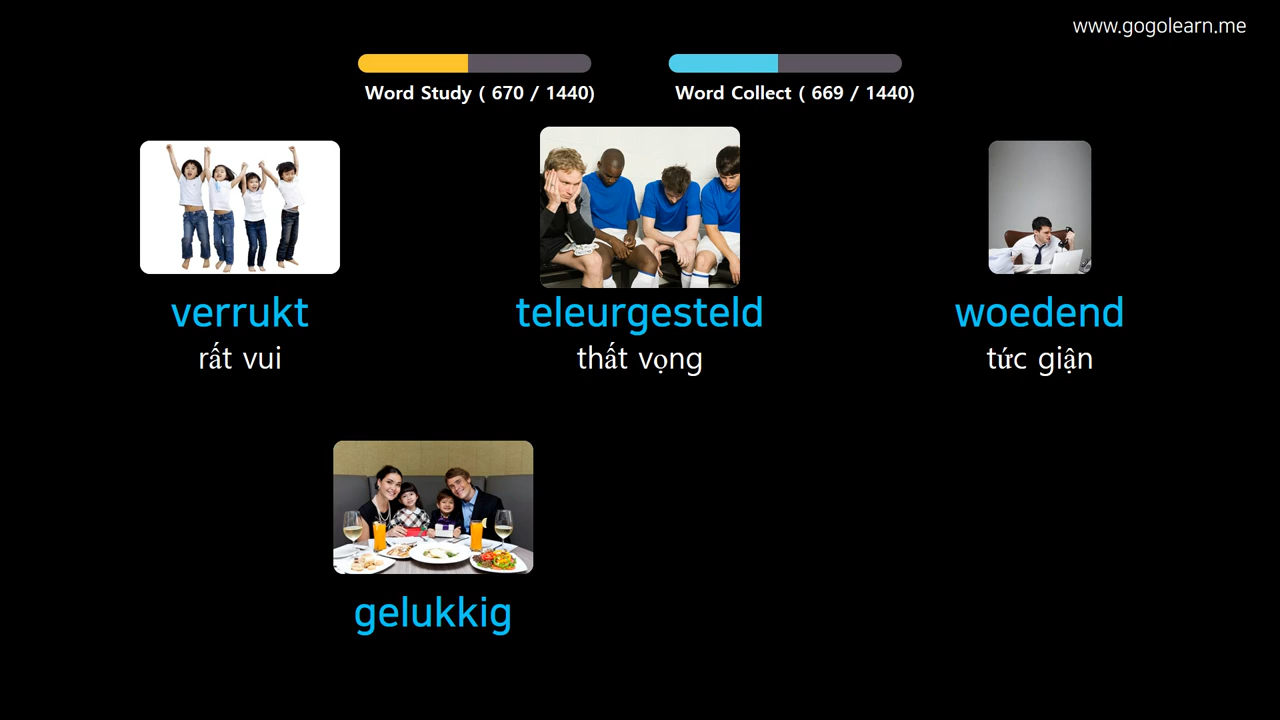 www.gogolearn.me
Word Study ( 670 / 1440)
Word Collect ( 669 / 1440)
verrukt
rất vui
teleurgesteld
thất vọng
woedend
tức giận
gelukkig